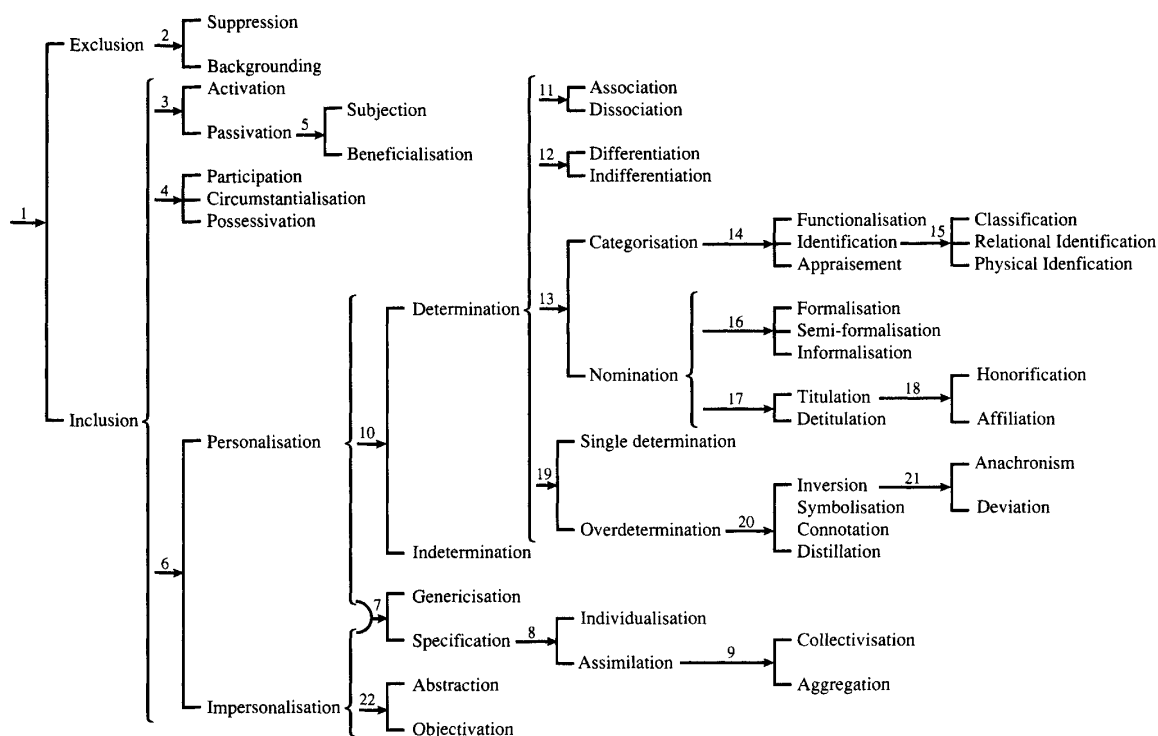 Suppression
2
Exclusion
Backgrounding
3
Activation
11
Association
Dissociation
Subjection
Passivation
5
Beneficialisation
12
Differentiation
Indifferentiation
Participation
4
Circumstantialisation
Possessivation
1
Functionalisation
Classification
Categorisation
14
Identification
15
Relational Identification
Appraisement
Physical Idenfication
Determination
13
Formalisation
16
Semi-formalisation
Informalisation
Nomination
Honorification
17
Titulation
18
Detitulation
Affiliation
Inclusion
Personalisation
10
Single determination
19
Anachronism
Inversion
21
Symbolisation
Deviation
Overdetermination
20
Connotation
Distillation
Indetermination
6
Genericisation
7
Individualisation
Specification
8
Collectivisation
Assimilation
9
Aggregation
Abstraction
Impersonalisation
22
Objectivation